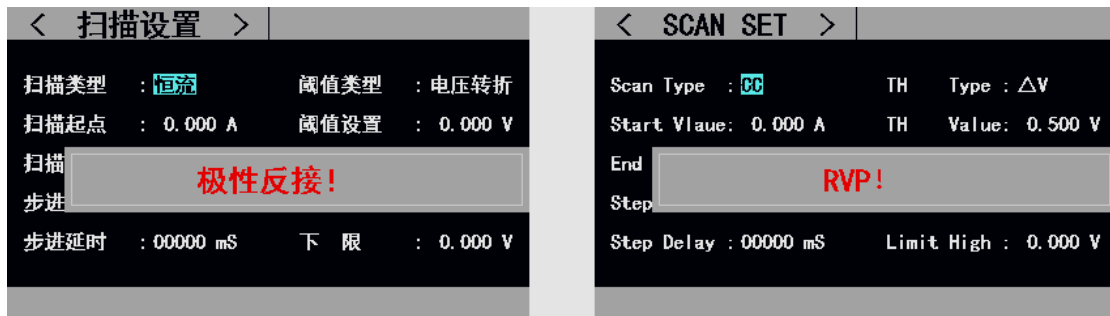 < 扫描设置 >
扫描类型 : 恒流 阈值类型 : 电压转折
扫描起点 : 0.000 A 阈值设置 : 0.000 V
扫描
极性反接!
步进
步进延时 : 00000 mS 下 限 : 0.000 V
< SCAN SET >
Scan Type : CC TH Type : △V
Start Vlaue: 0.000 A TH Value: 0.500 V
End
RVP!
Step
Step Delay : 00000 mS Limit High : 0.000 V